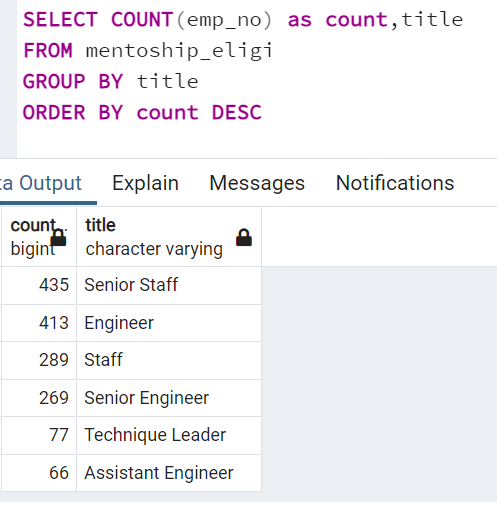 SELECT COUNT(emp_no) as count,title
FROM mentoship_eligi
GROUP BY title
ORDER BY count DESC
a Output Explain Messages Notifications
count title
bigint character varying
435 Senior Staff
413 Engineer
289 Staff
269 Senior Engineer
77 Technique Leader
66 Assistant Engineer